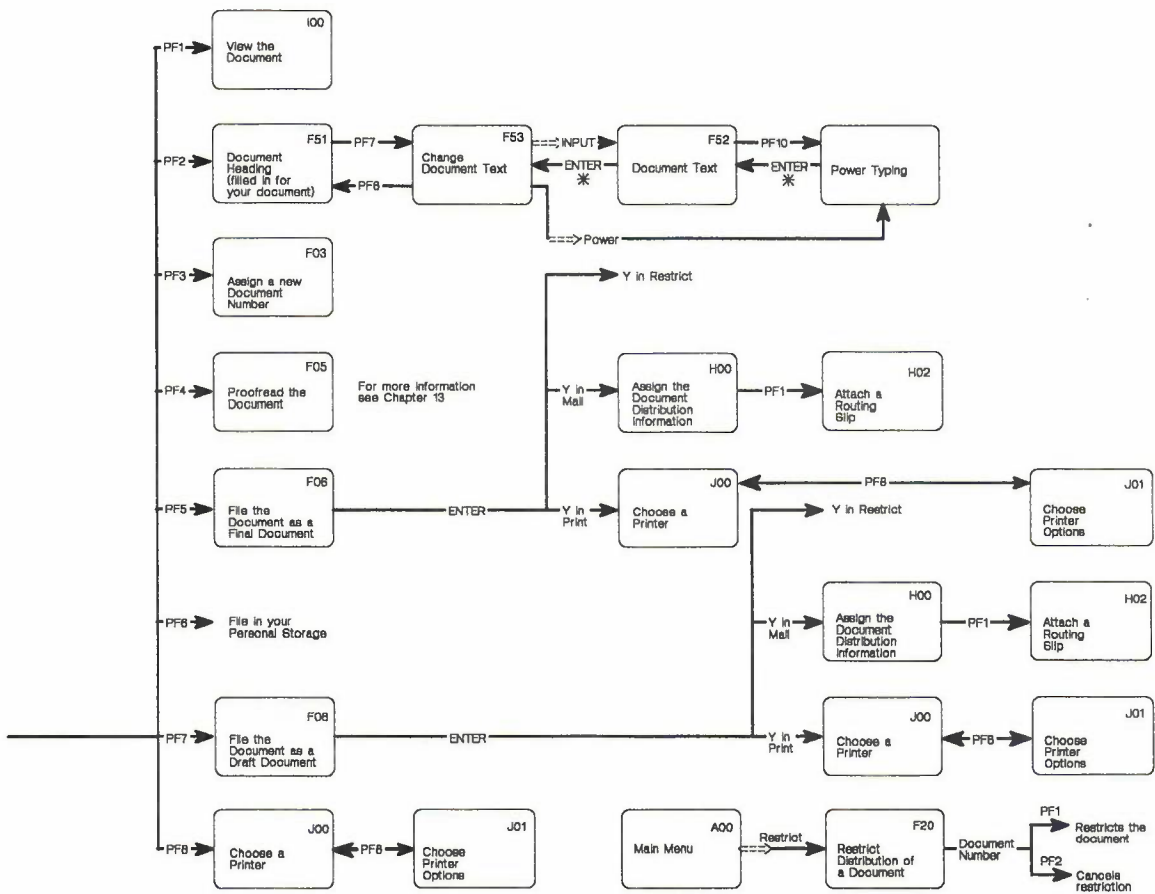 I00
PF1
View the
Document
F51
PF2
Document
Heading
(filled in for
your document)
PF7
PF8
F53
Change
Document Text
INPUT
ENTER
*
Power
F52
Document Text
PF10
ENTER
*
Power Typing
F03
PF3
Assign a new
Document
Number
F05
PF4
Proofread the
Document
For more information
see Chapter 13
F06
PF5
File the
Document as a
Final Document
ENTER
Y in Restrict
Y in
Mail
H00
Assign the
Document
Distribution
Information
PF1
H02
Attach a
Routing
Slip
Y in
Print
J00
Choose a
Printer
PF8
J01
Choose
Printer
Options
PF6
File in your
Personal Storage
F08
PF7
File the
Document as a
Draft Document
ENTER
Y in Restrict
Y in
Mail
H00
Assign the
Document
Distribution
Information
PF1
H02
Attach a
Routing
Slip
Y in
Print
J00
Choose a
Printer
PF8
J01
Choose
Printer
Options
PF8
J00
Choose a
Printer
PF8
J01
Choose
Printer
Options
A00
Main Menu
Restrict
F20
Restrict
Distribution of
a Document
Document
Number
PF1
Restricts the
document
PF2
Cancels
restriction